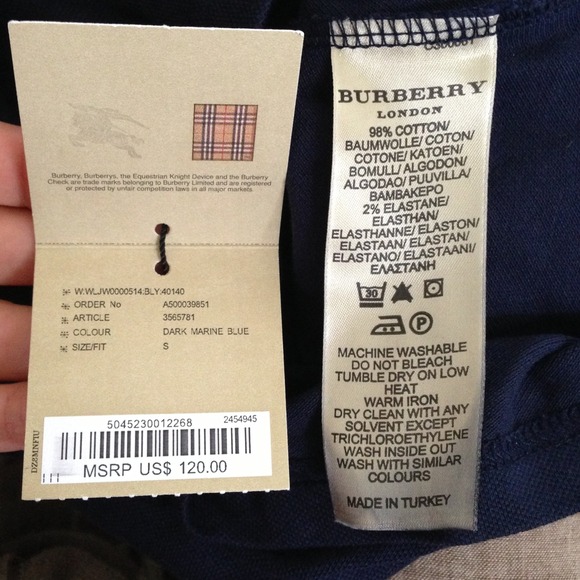 Burberry, Burberrys, the Equestrian Knight Device and the Burberry
Check are trade marks belonging to Burberry Limited and are registered
or protected by unfair competition laws in all major markets.
W:WLJW0000514:BLY:40140
ORDER No A500039851
ARTICLE 3565781
COLOUR DARK MARINE BLUE
SIZE/FIT S
5045230012268 2454945
MSRP US$ 120.00
DZ8MNFIU
BURBERRY
LONDON
98% COTTON/
BAUMWOLLE/ COTON/
COTONE/ KATOEN/
BOMULL/ ALGODON/
ALGODAO/ PUUVILLA/
ΒΑΜΒΑΚΕΡΟ
2% ELASTANE/
ELASTHAN/
ELASTHANNE/ ELASTON/
ELASTAAN/ ELASTAN/
ELASTANO/ ELASTAANI/
ΕΛΑΣΤΑΝΗ
30
P
MACHINE WASHABLE
DO NOT BLEACH
TUMBLE DRY ON LOW
HEAT
WARM IRON
DRY CLEAN WITH ANY
SOLVENT EXCEPT
TRICHLOROETHYLENE
WASH INSIDE OUT
WASH WITH SIMILAR
COLOURS
MADE IN TURKEY